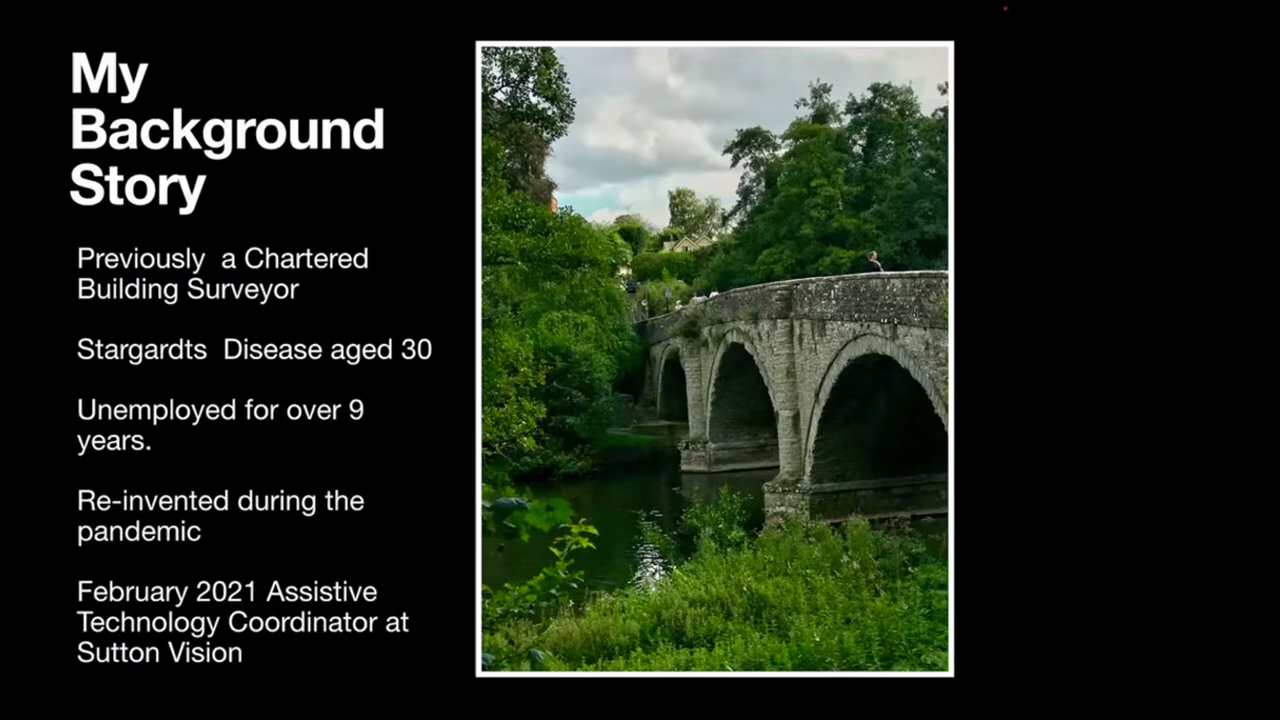 My
Background
Story
Previously a Chartered
Building Surveyor
Stargardts Disease aged 30
Unemployed for over 9
years.
Re-invented during the
pandemic
February 2021 Assistive
Technology Coordinator at
Sutton Vision